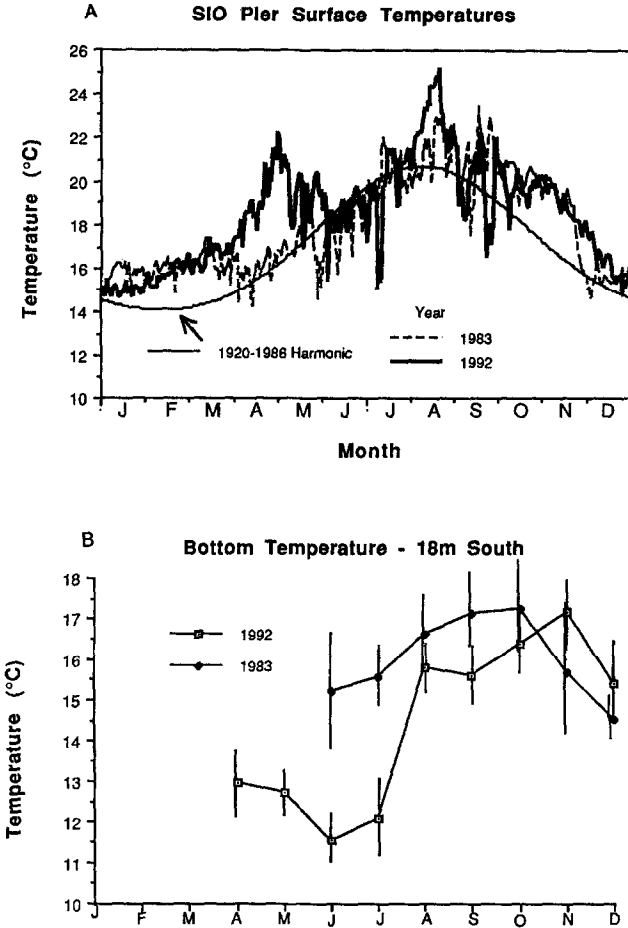 A
SIO Pier Surface Temperatures
26
24
22
20
18
16
14
12
10
Temperature (°C)
Year
1983
1992
1920-1986 Harmonic
J F M A M J J A S O N D
Month
B
Bottom Temperature - 18m South
18
17
16
15
14
13
12
11
10
Temperature (°C)
1992
1983
J F M A M J J A S O N D